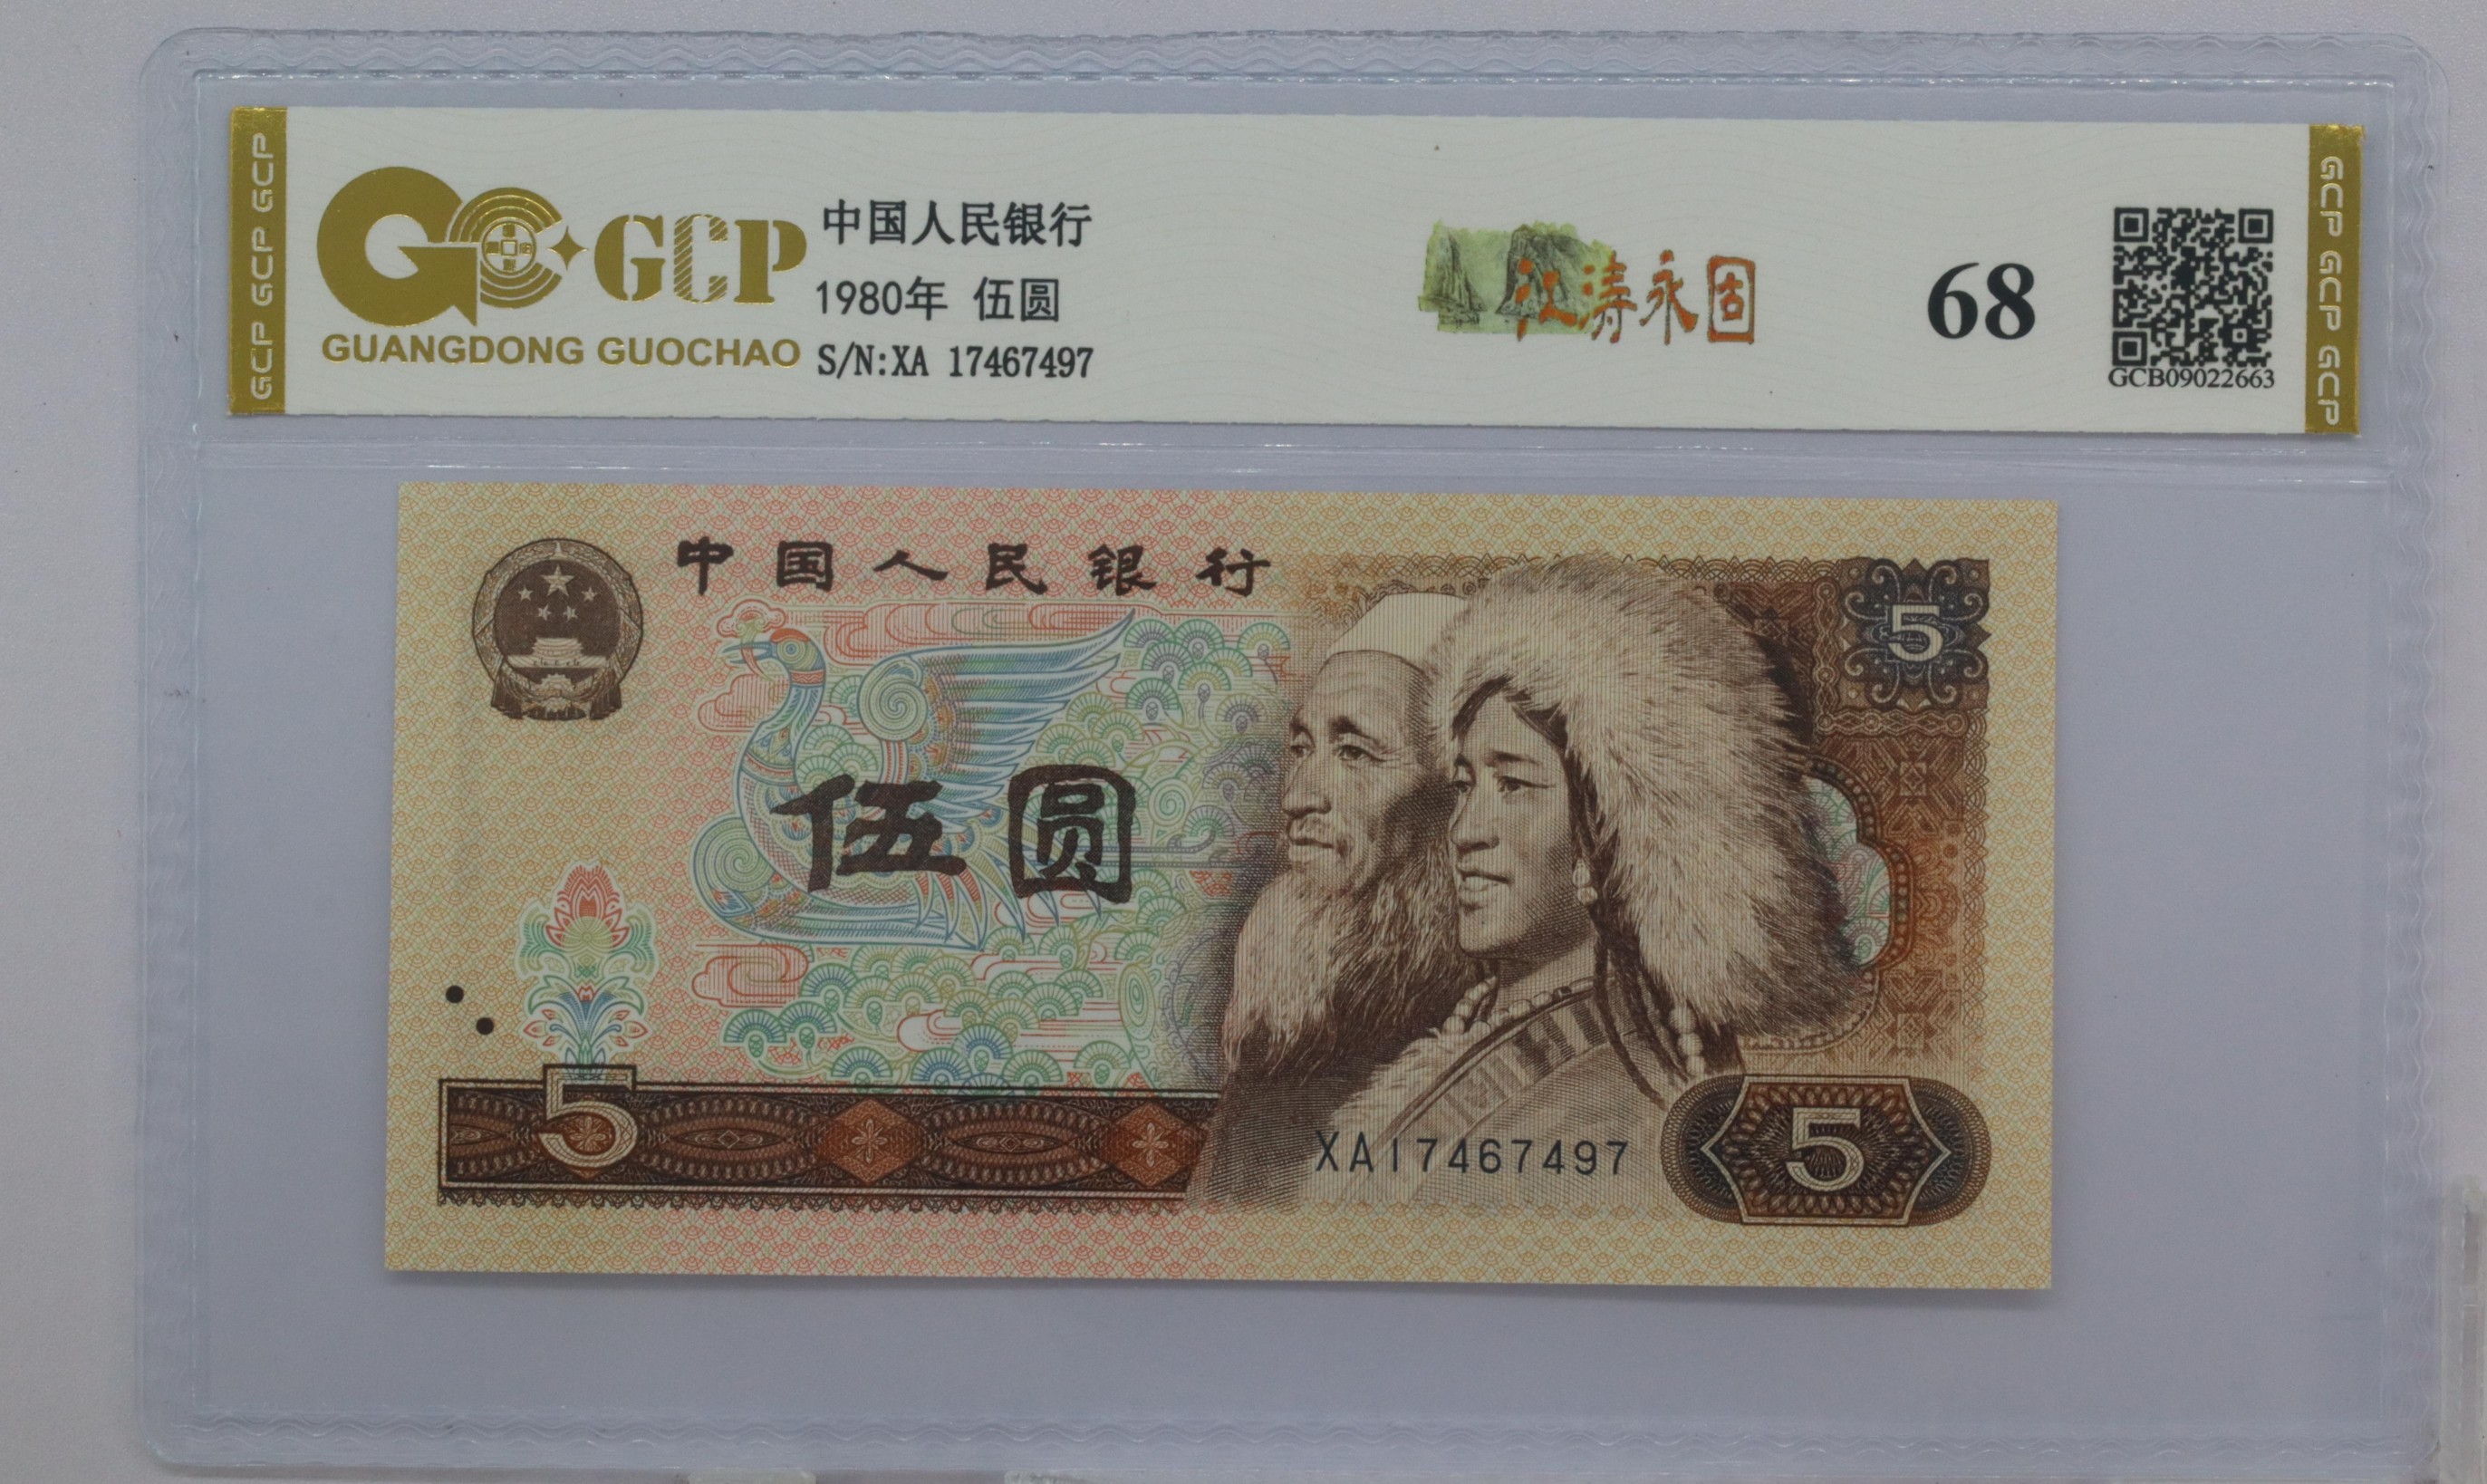 GCP GCP GCP
GCP
GUANGDONG GUOCHAO
中国人民银行
1980年 伍圆
S/N:XA 17467497
江涛永固
68
GCB09022663
GCP GCP GCP
中国人民银行
5
伍圆
5
XA17467497
5